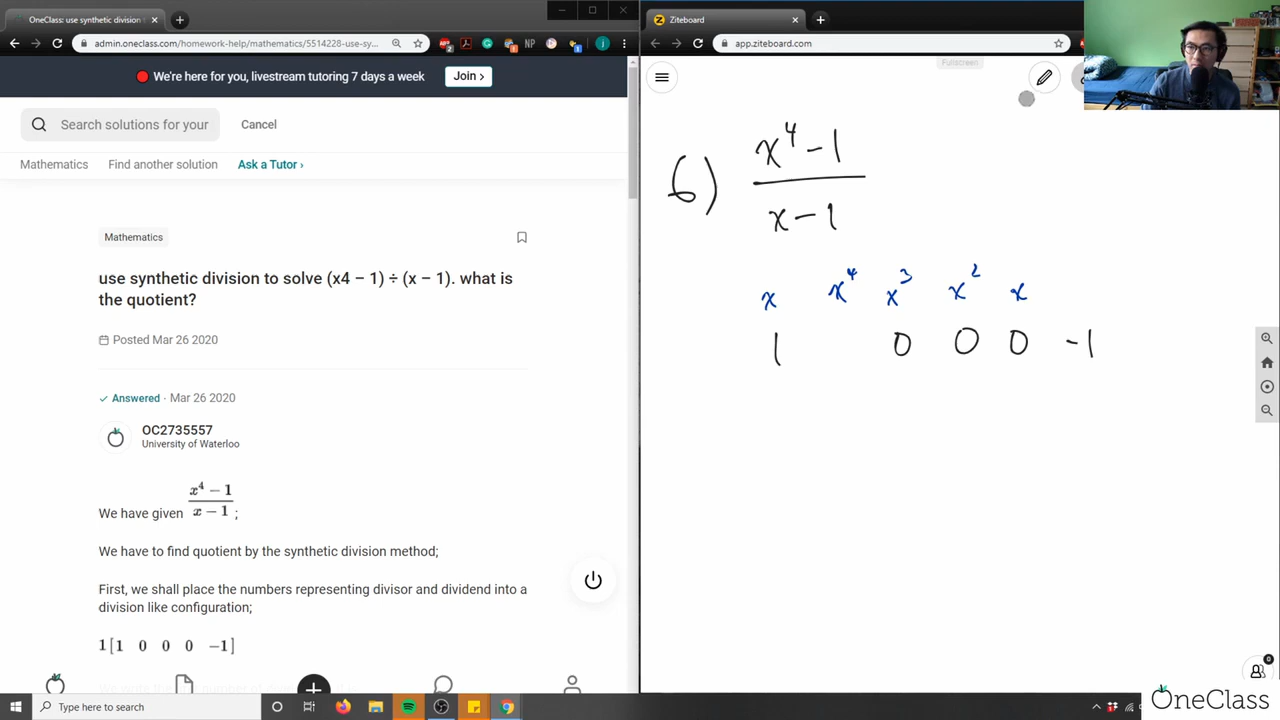 OneClass: use synthetic division
Ziteboard
admin.oneclass.com/homework-help/mathematics/5514228-use-sy...
app.ziteboard.com
We're here for you, livestream tutoring 7 days a week
Join ›
Fullscreen
Search solutions for your
Cancel
Mathematics
Find another solution
Ask a Tutor ›
Mathematics
use synthetic division to solve (x4 – 1) ÷ (x – 1). what is
the quotient?
Posted Mar 26 2020
Answered - Mar 26 2020
OC2735557
University of Waterloo
We have given x⁴ − 1 / x − 1 ;
We have to find quotient by the synthetic division method;
First, we shall place the numbers representing divisor and dividend into a
division like configuration;
1[1 0 0 0 −1]
6) x⁴ − 1
x − 1
x x⁴ x³ x² x
1 0 0 0 -1
Type here to search
OneClass